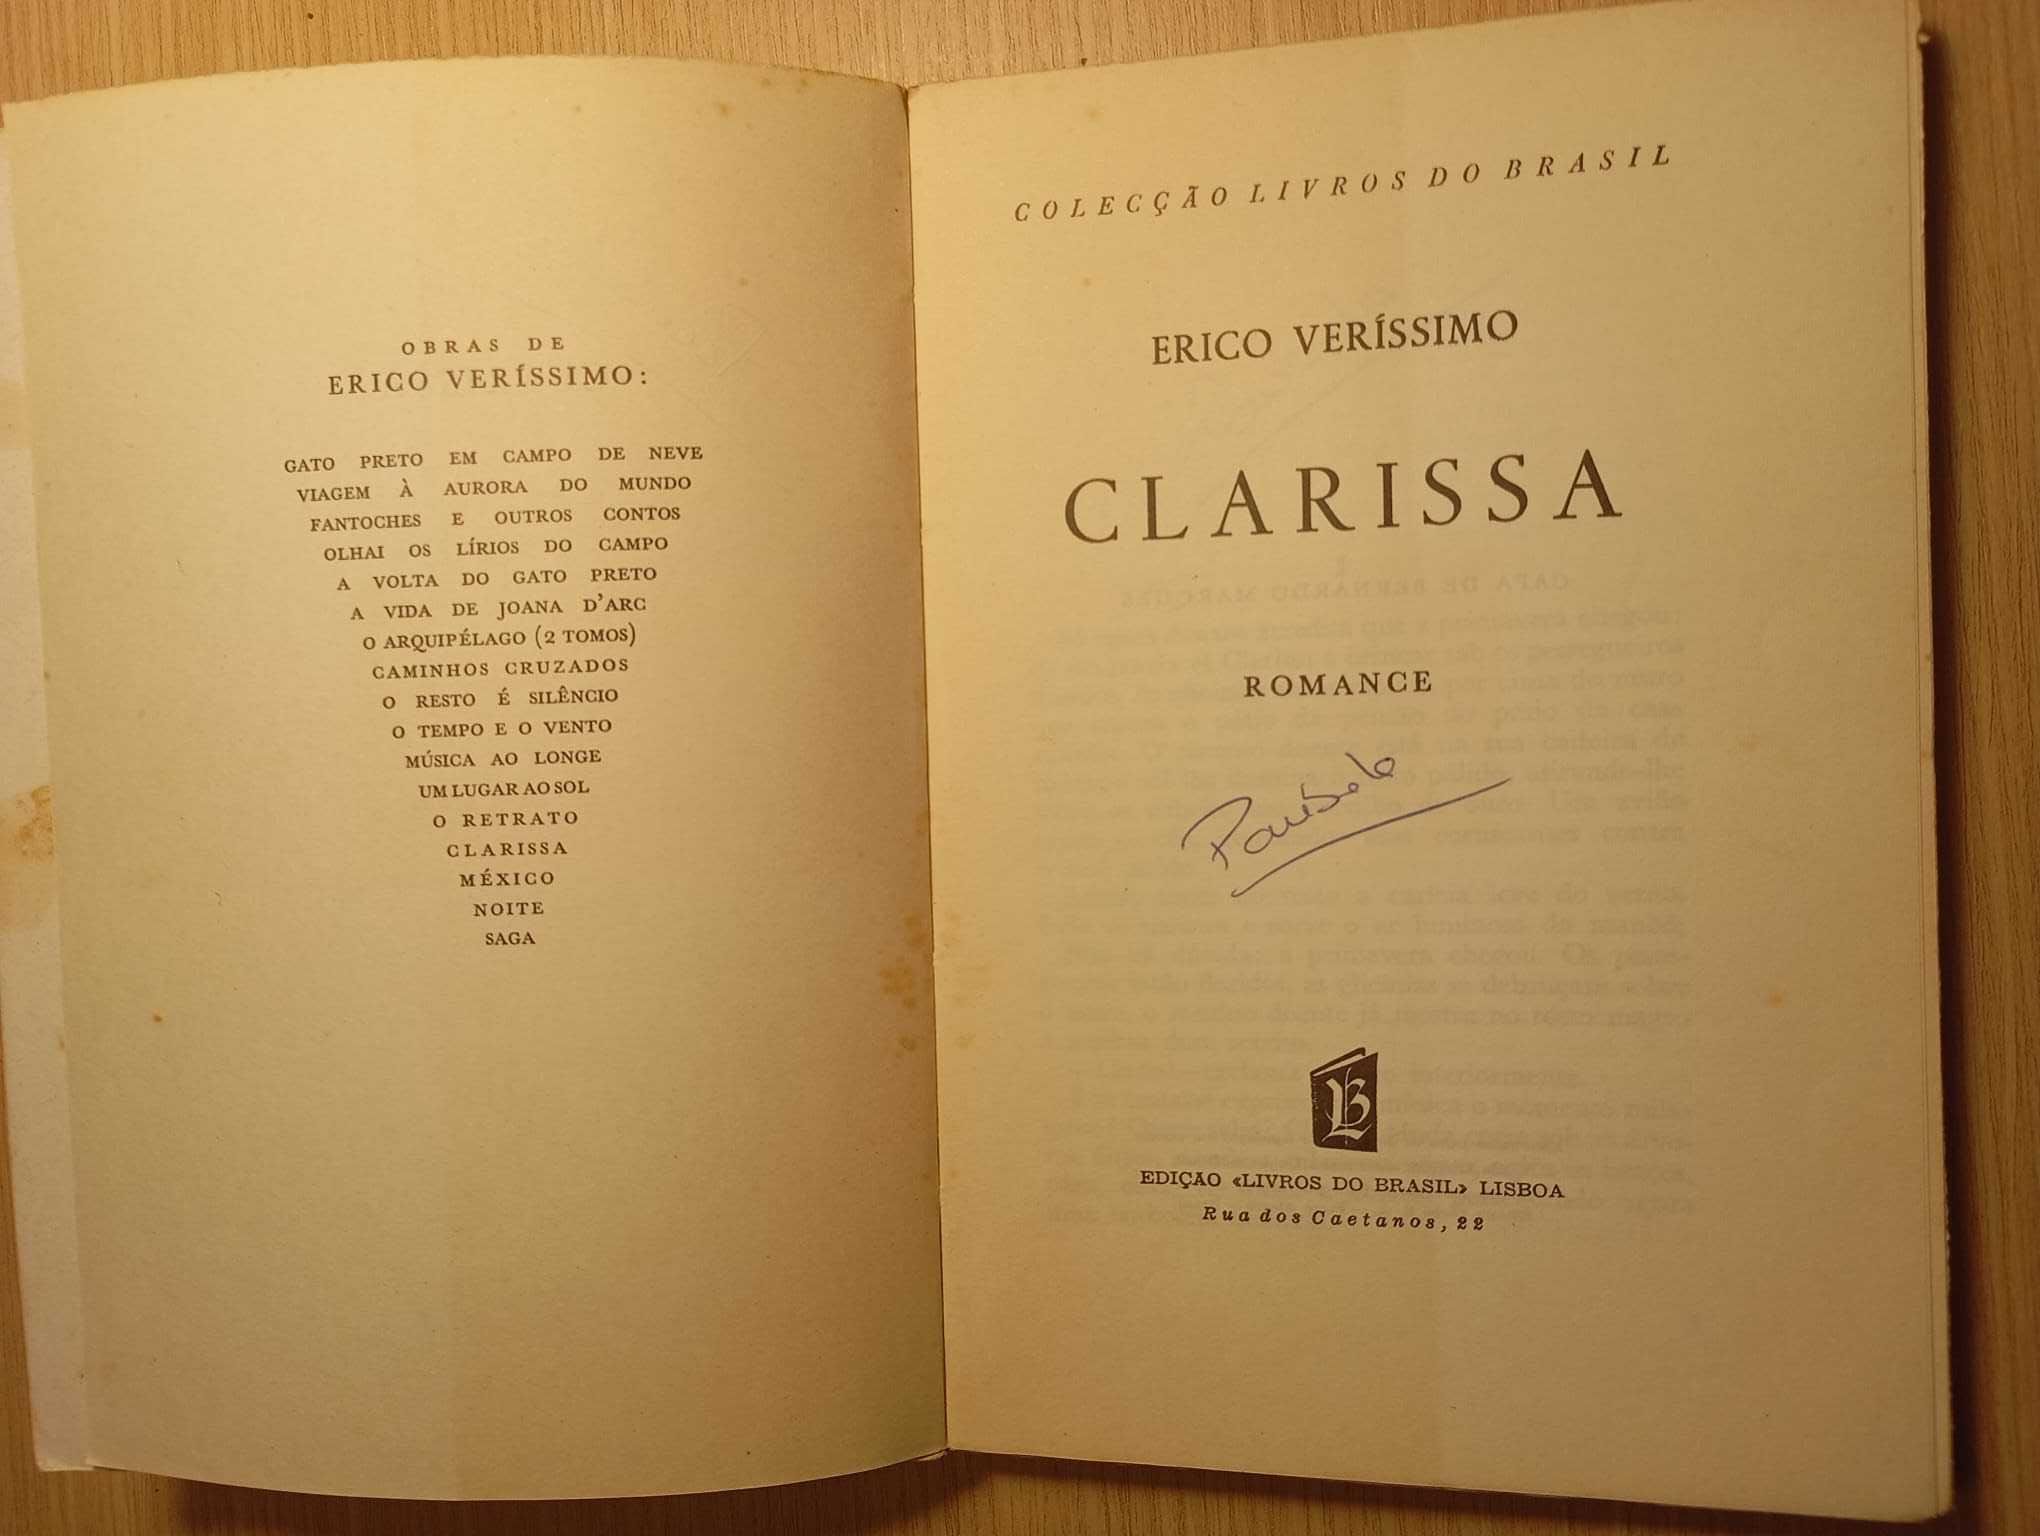 OBRAS DE
ERICO VERÍSSIMO:
GATO PRETO EM CAMPO DE NEVE
VIAGEM À AURORA DO MUNDO
FANTOCHES E OUTROS CONTOS
OLHAI OS LÍRIOS DO CAMPO
A VOLTA DO GATO PRETO
A VIDA DE JOANA D'ARC
O ARQUIPÉLAGO (2 TOMOS)
CAMINHOS CRUZADOS
O RESTO É SILÊNCIO
O TEMPO E O VENTO
MÚSICA AO LONGE
UM LUGAR AO SOL
O RETRATO
CLARISSA
MÉXICO
NOITE
SAGA
COLECÇÃO LIVROS DO BRASIL
ERICO VERÍSSIMO
CLARISSA
ROMANCE
LB
EDIÇÃO «LIVROS DO BRASIL» LISBOA
Rua dos Caetanos, 22